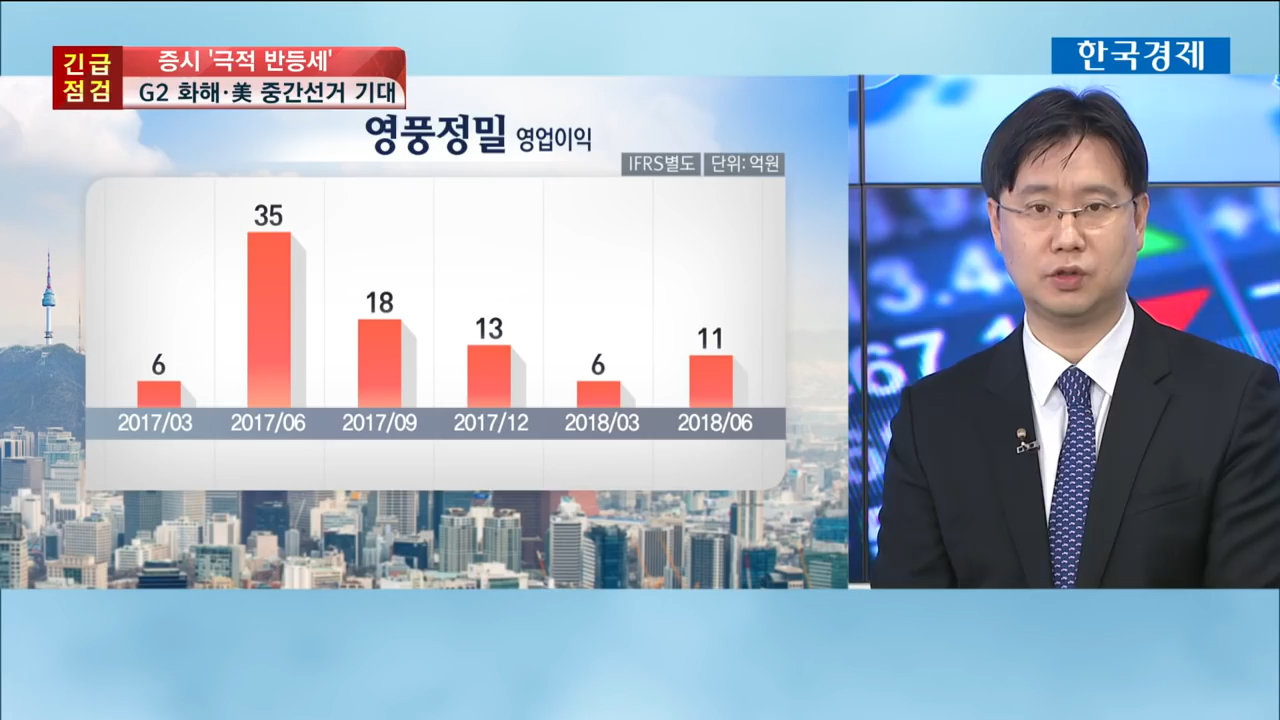 긴급
점검
증시 '극적 반등세'
G2 화해·美 중간선거 기대
한국경제
영풍정밀 영업이익
IFRS별도 단위: 억원
6 35 18 13 6 11
2017/03 2017/06 2017/09 2017/12 2018/03 2018/06
3.4
67